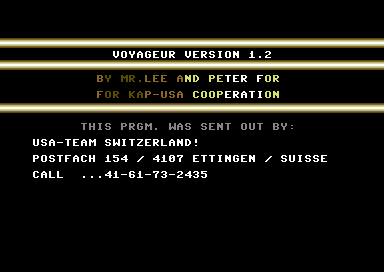 VOYAGEUR VERSION 1.2
BY MR.LEE AND PETER FOR
FOR KAP-USA COOPERATION
THIS PRGM. WAS SENT OUT BY:
USA-TEAM SWITZERLAND!
POSTFACH 154 / 4107 ETTINGEN / SUISSE
CALL  ...41-61-73-2435